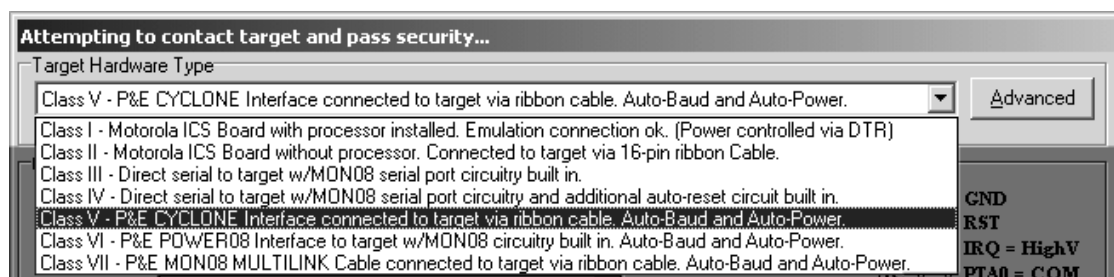 Attempting to contact target and pass security...
Target Hardware Type
Class V - P&E CYCLONE Interface connected to target via ribbon cable. Auto-Baud and Auto-Power.
Advanced
Class I - Motorola ICS Board with processor installed. Emulation connection ok. (Power controlled via DTR)
Class II - Motorola ICS Board without processor. Connected to target via 16-pin ribbon Cable.
Class III - Direct serial to target w/MON08 serial port circuitry built in.
Class IV - Direct serial to target w/MON08 serial port circuitry and additional auto-reset circuit built in.
Class V - P&E CYCLONE Interface connected to target via ribbon cable. Auto-Baud and Auto-Power.
Class VI - P&E POWER08 Interface to target w/MON08 circuitry built in. Auto-Baud and Auto-Power.
Class VII - P&E MON08 MULTILINK Cable connected to target via ribbon cable. Auto-Baud and Auto-Power.
GND
RST
IRQ = HighV
PTA0 = COM